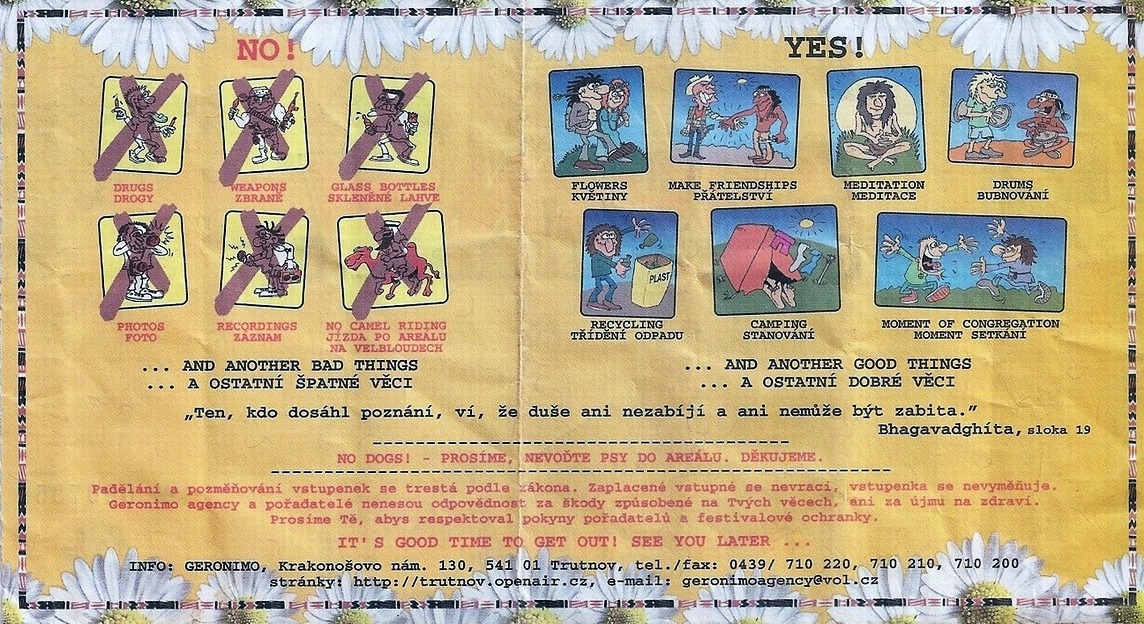 NO!
DRUGS
DROGY
WEAPONS
ZBRANĚ
GLASS BOTTLES
SKLENĚNÉ LAHVE
PHOTOS
FOTO
RECORDINGS
ZÁZNAM
NO CAMEL RIDING
JÍZDA PO AREÁLU
NA VELBLOUDECH
... AND ANOTHER BAD THINGS
... A OSTATNÍ ŠPATNÉ VĚCI
YES!
FLOWERS
KVĚTINY
MAKE FRIENDSHIPS
PŘÁTELSTVÍ
MEDITATION
MEDITACE
DRUMS
BUBNOVÁNÍ
PLAST
RECYCLING
TŘÍDĚNÍ ODPADU
CAMPING
STANOVÁNÍ
MOMENT OF CONGREGATION
MOMENT SETKÁNÍ
... AND ANOTHER GOOD THINGS
... A OSTATNÍ DOBRÉ VĚCI
„Ten, kdo dosáhl poznání, ví, že duše ani nezabíjí a ani nemůže být zabita."
Bhagavadghíta, sloka 19
NO DOGS! - PROSÍME, NEVOĎTE PSY DO AREÁLU. DĚKUJEME.
Padělání a pozměňování vstupenek se trestá podle zákona. Zaplacené vstupné se nevrací, vstupenka se nevyměňuje.
Geronimo agency a pořadatelé nenesou odpovědnost za škody způsobené na Tvých věcech, ani za újmu na zdraví.
Prosíme Tě, abys respektoval pokyny pořadatelů a festivalové ochranky.
IT'S GOOD TIME TO GET OUT! SEE YOU LATER ...
INFO: GERONIMO, Krakonošovo nám. 130, 541 01 Trutnov, tel./fax: 0439/ 710 220, 710 210, 710 200
stránky: http://trutnov.openair.cz, e-mail: geronimoagency@vol.cz